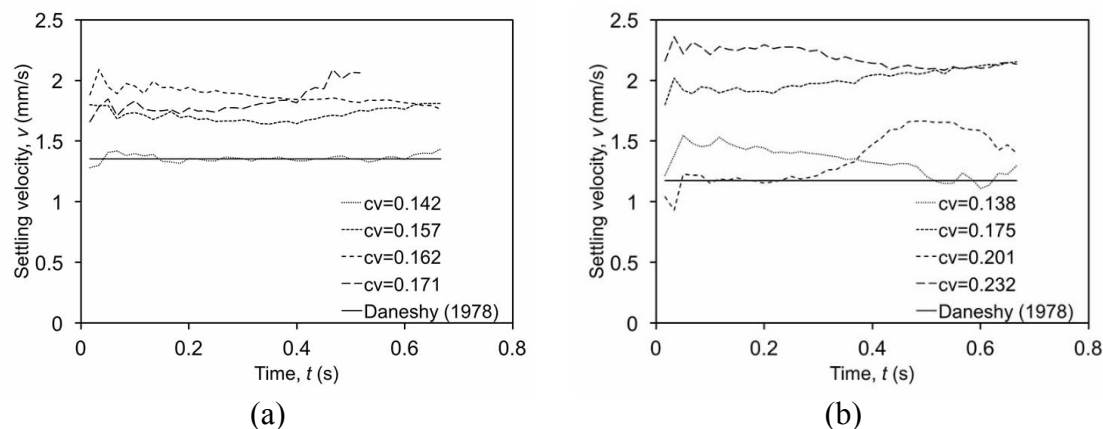 2.5
2
1.5
1
0.5
0
Settling velocity, v (mm/s)
cv=0.142
cv=0.157
cv=0.162
cv=0.171
Daneshy (1978)
0 0.2 0.4 0.6 0.8
Time, t (s)
(a)
2.5
2
1.5
1
0.5
0
Settling velocity, v (mm/s)
cv=0.138
cv=0.175
cv=0.201
cv=0.232
Daneshy (1978)
0 0.2 0.4 0.6 0.8
Time, t (s)
(b)